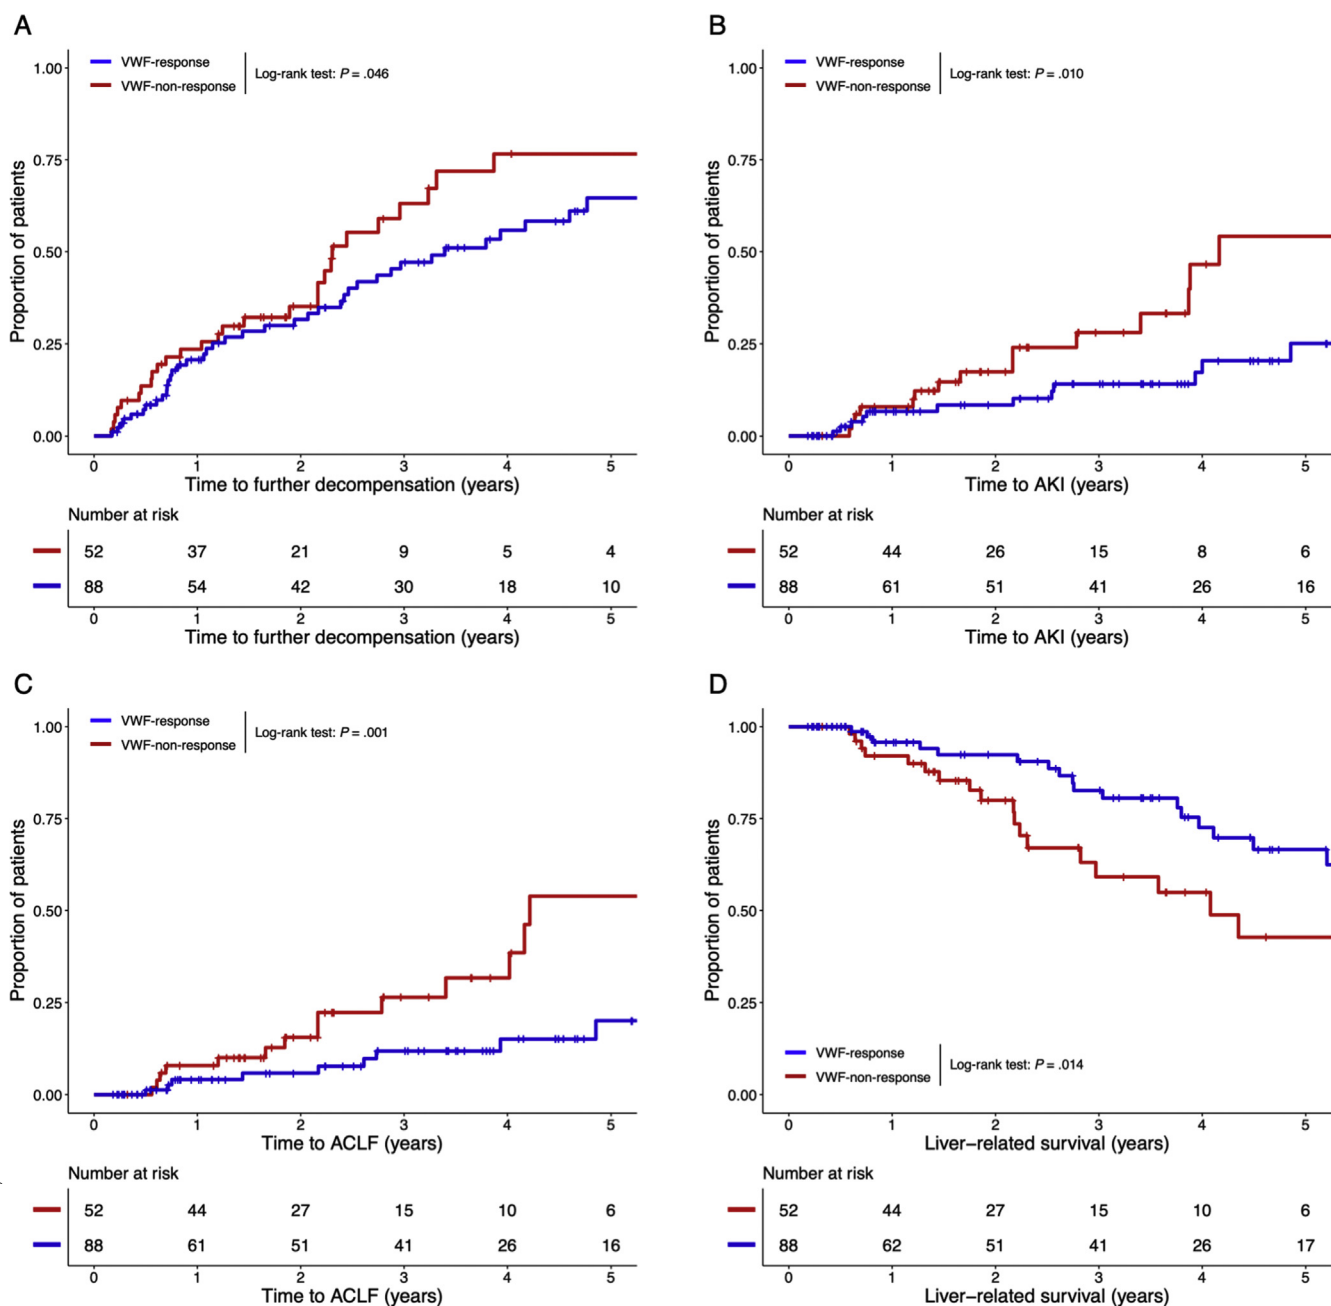 A
VWF-response
VWF-non-response
Log-rank test: P = .046
1.00
0.75
0.50
0.25
0.00
Proportion of patients
0 1 2 3 4 5
Time to further decompensation (years)
Number at risk
52 37 21 9 5 4
88 54 42 30 18 10
0 1 2 3 4 5
Time to further decompensation (years)
B
VWF-response
VWF-non-response
Log-rank test: P = .010
1.00
0.75
0.50
0.25
0.00
Proportion of patients
0 1 2 3 4 5
Time to AKI (years)
Number at risk
52 44 26 15 8 6
88 61 51 41 26 16
0 1 2 3 4 5
Time to AKI (years)
C
VWF-response
VWF-non-response
Log-rank test: P = .001
1.00
0.75
0.50
0.25
0.00
Proportion of patients
0 1 2 3 4 5
Time to ACLF (years)
Number at risk
52 44 27 15 10 6
88 61 51 41 26 16
0 1 2 3 4 5
Time to ACLF (years)
D
1.00
0.75
0.50
0.25
0.00
Proportion of patients
VWF-response
VWF-non-response
Log-rank test: P = .014
0 1 2 3 4 5
Liver−related survival (years)
Number at risk
52 44 27 15 10 6
88 62 51 41 26 17
0 1 2 3 4 5
Liver−related survival (years)